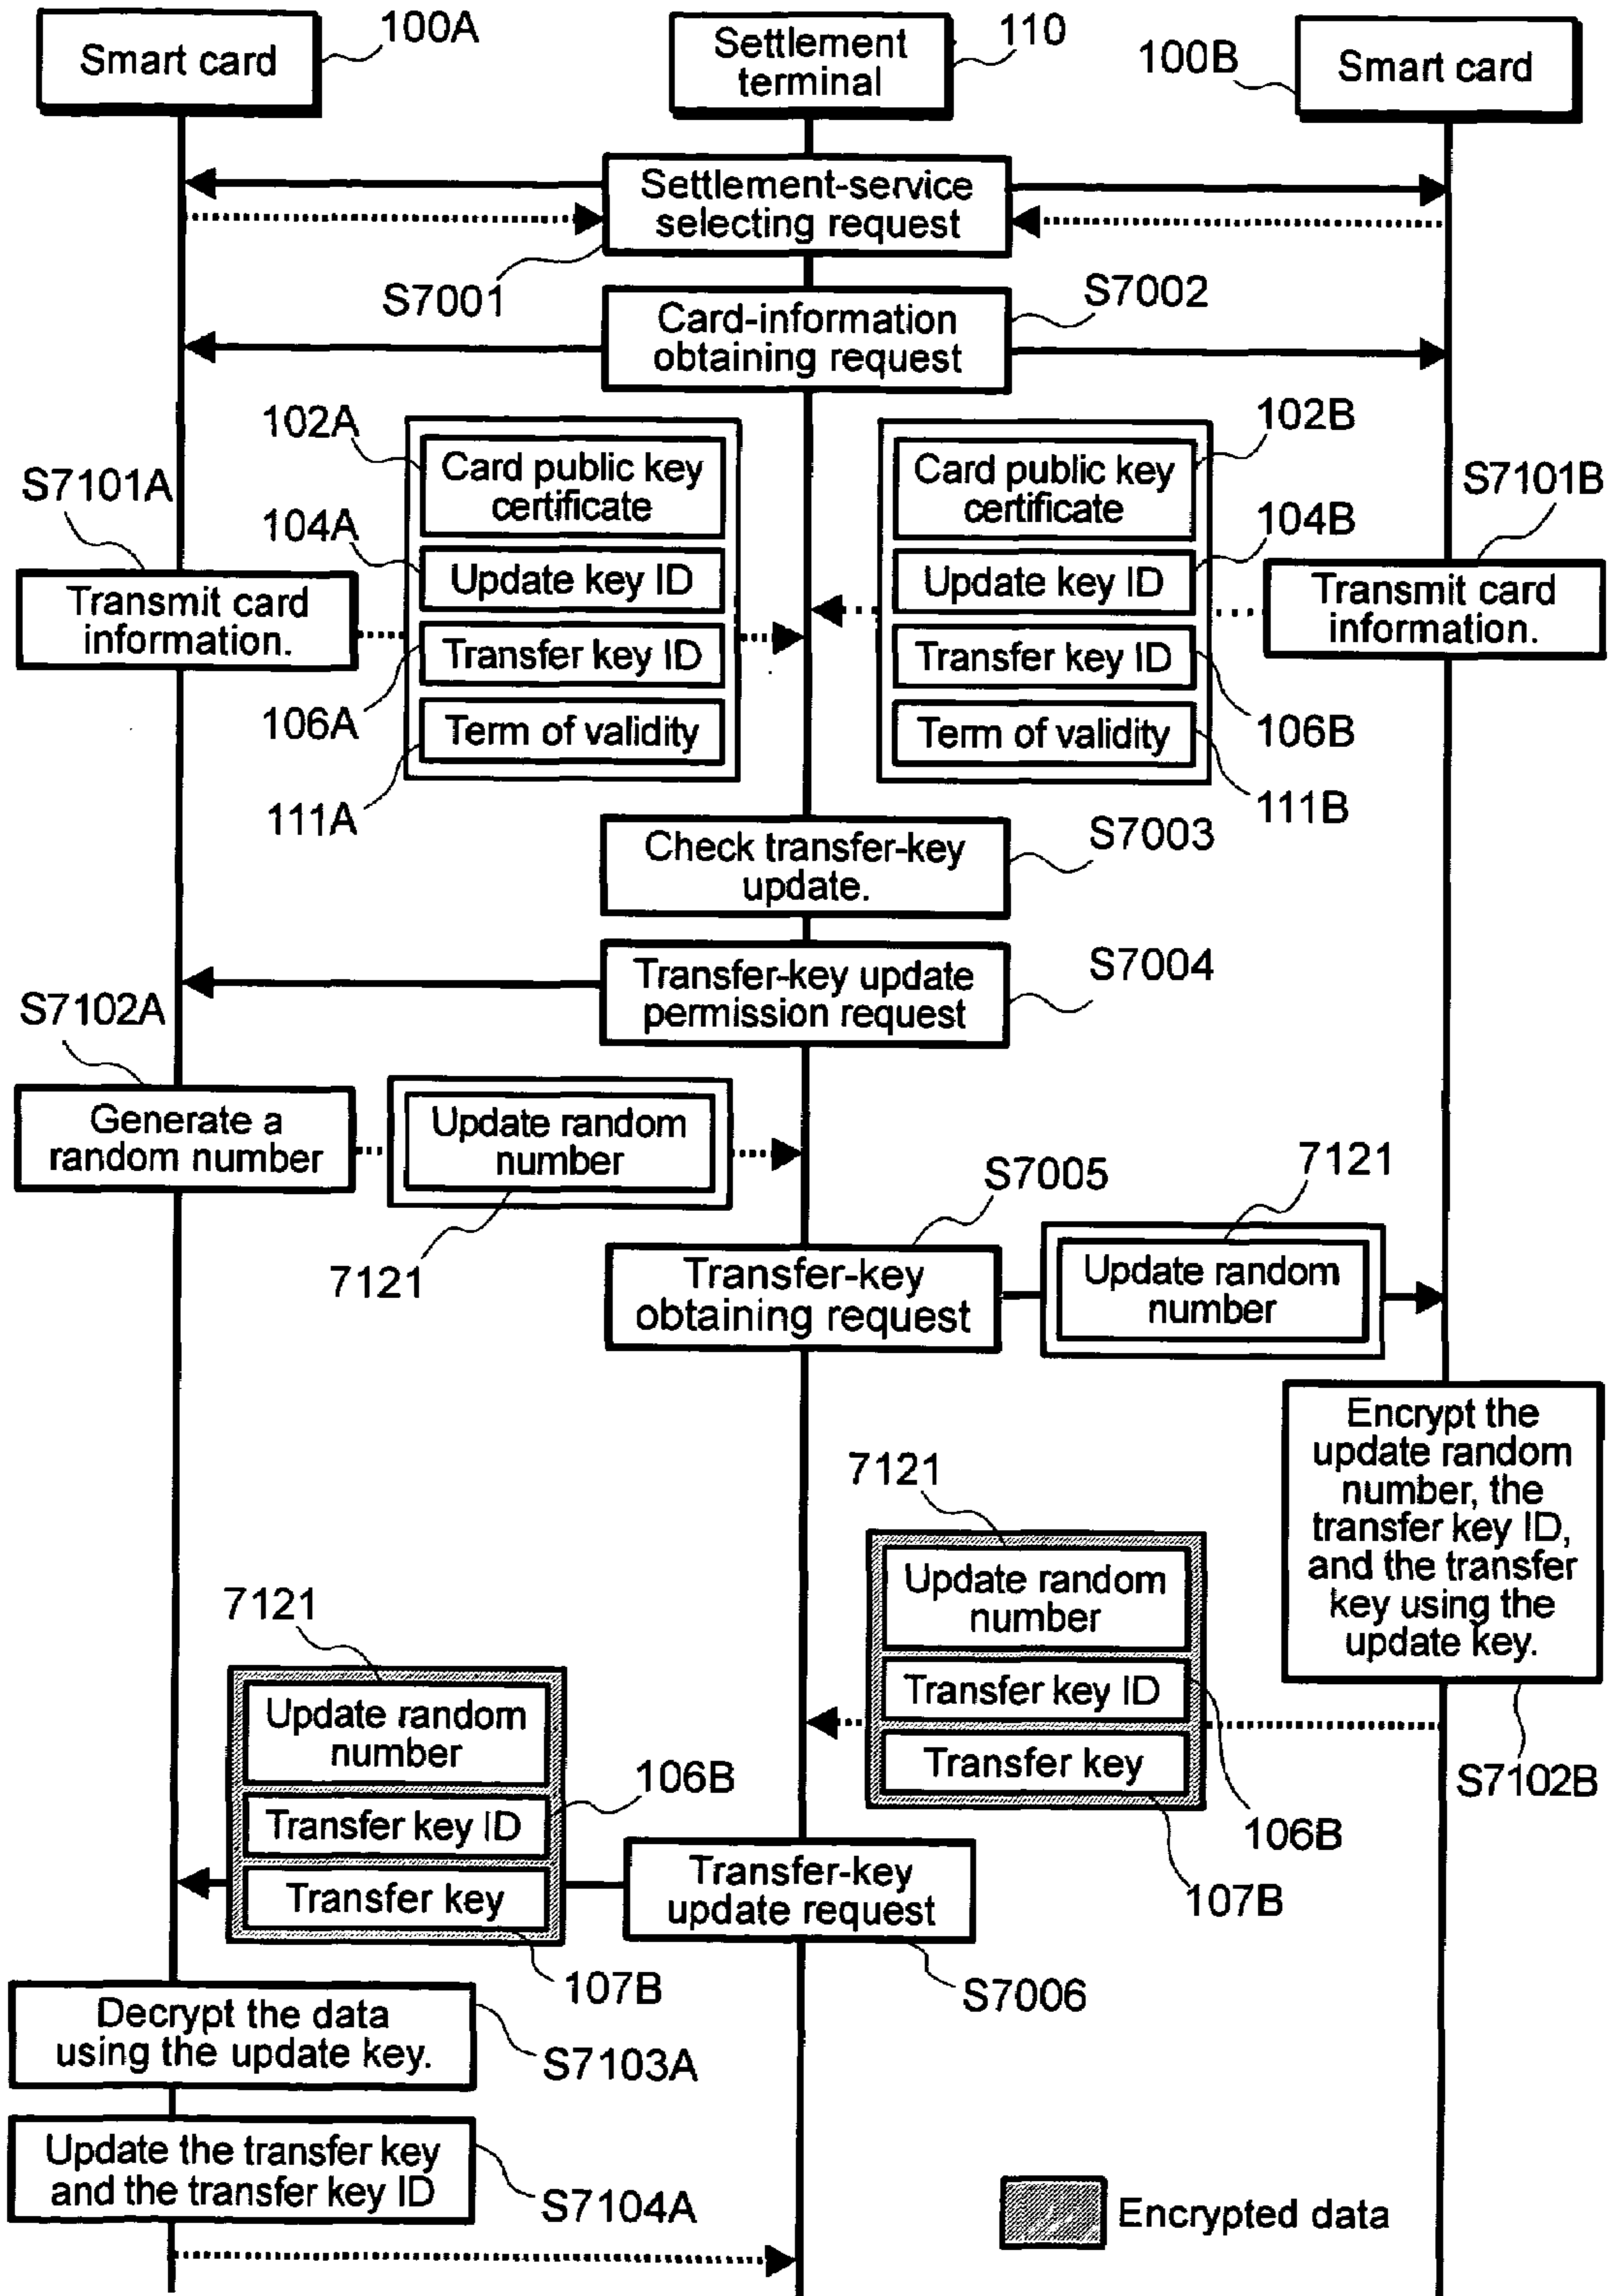 Smart card
100A
Settlement
terminal
110
100B
Smart card
Settlement-service
selecting request
S7001
Card-information
obtaining request
S7002
102A
Card public key
certificate
104A
Update key ID
Transfer key ID
106A
Term of validity
111A
S7101A
Transmit card
information.
102B
Card public key
certificate
104B
Update key ID
Transfer key ID
106B
Term of validity
111B
S7101B
Transmit card
information.
Check transfer-key
update.
S7003
Transfer-key update
permission request
S7004
S7102A
Generate a
random number
Update random
number
7121
S7005
Transfer-key
obtaining request
7121
Update random
number
Encrypt the
update random
number, the
transfer key ID,
and the transfer
key using the
update key.
S7102B
7121
Update random
number
Transfer key ID
Transfer key
106B
107B
7121
Update random
number
106B
Transfer key ID
Transfer key
107B
Transfer-key
update request
S7006
Decrypt the data
using the update key.
S7103A
Update the transfer key
and the transfer key ID
S7104A
Encrypted data